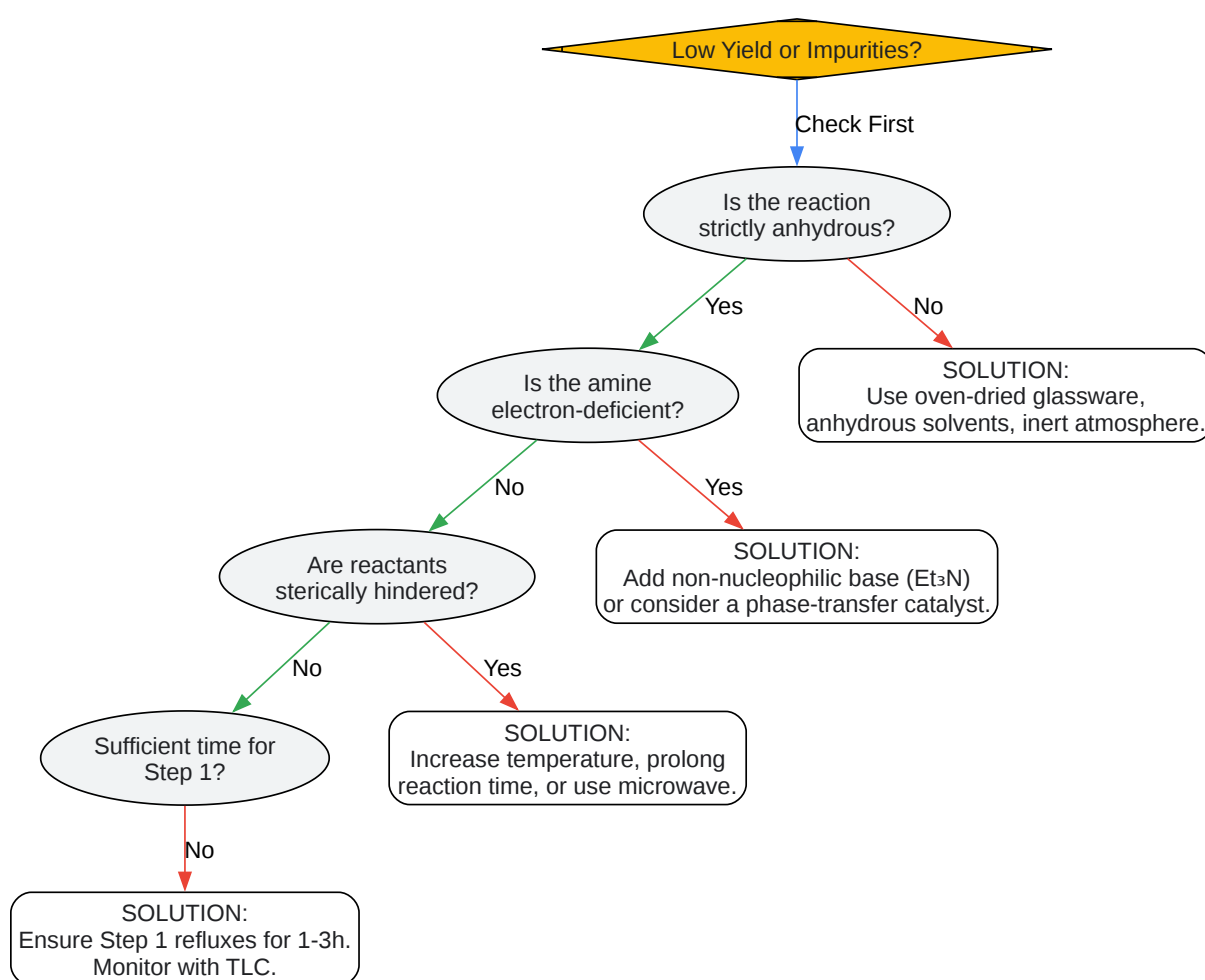 Low Yield or Impurities?
Check First
Is the reaction
strictly anhydrous?
Yes
No
Is the amine
electron-deficient?
SOLUTION:
Use oven-dried glassware,
anhydrous solvents, inert atmosphere.
No
Yes
Are reactants
sterically hindered?
SOLUTION:
Add non-nucleophilic base (Et₃N)
or consider a phase-transfer catalyst.
No
Yes
Sufficient time for
Step 1?
SOLUTION:
Increase temperature, prolong
reaction time, or use microwave.
No
SOLUTION:
Ensure Step 1 refluxes for 1-3h.
Monitor with TLC.